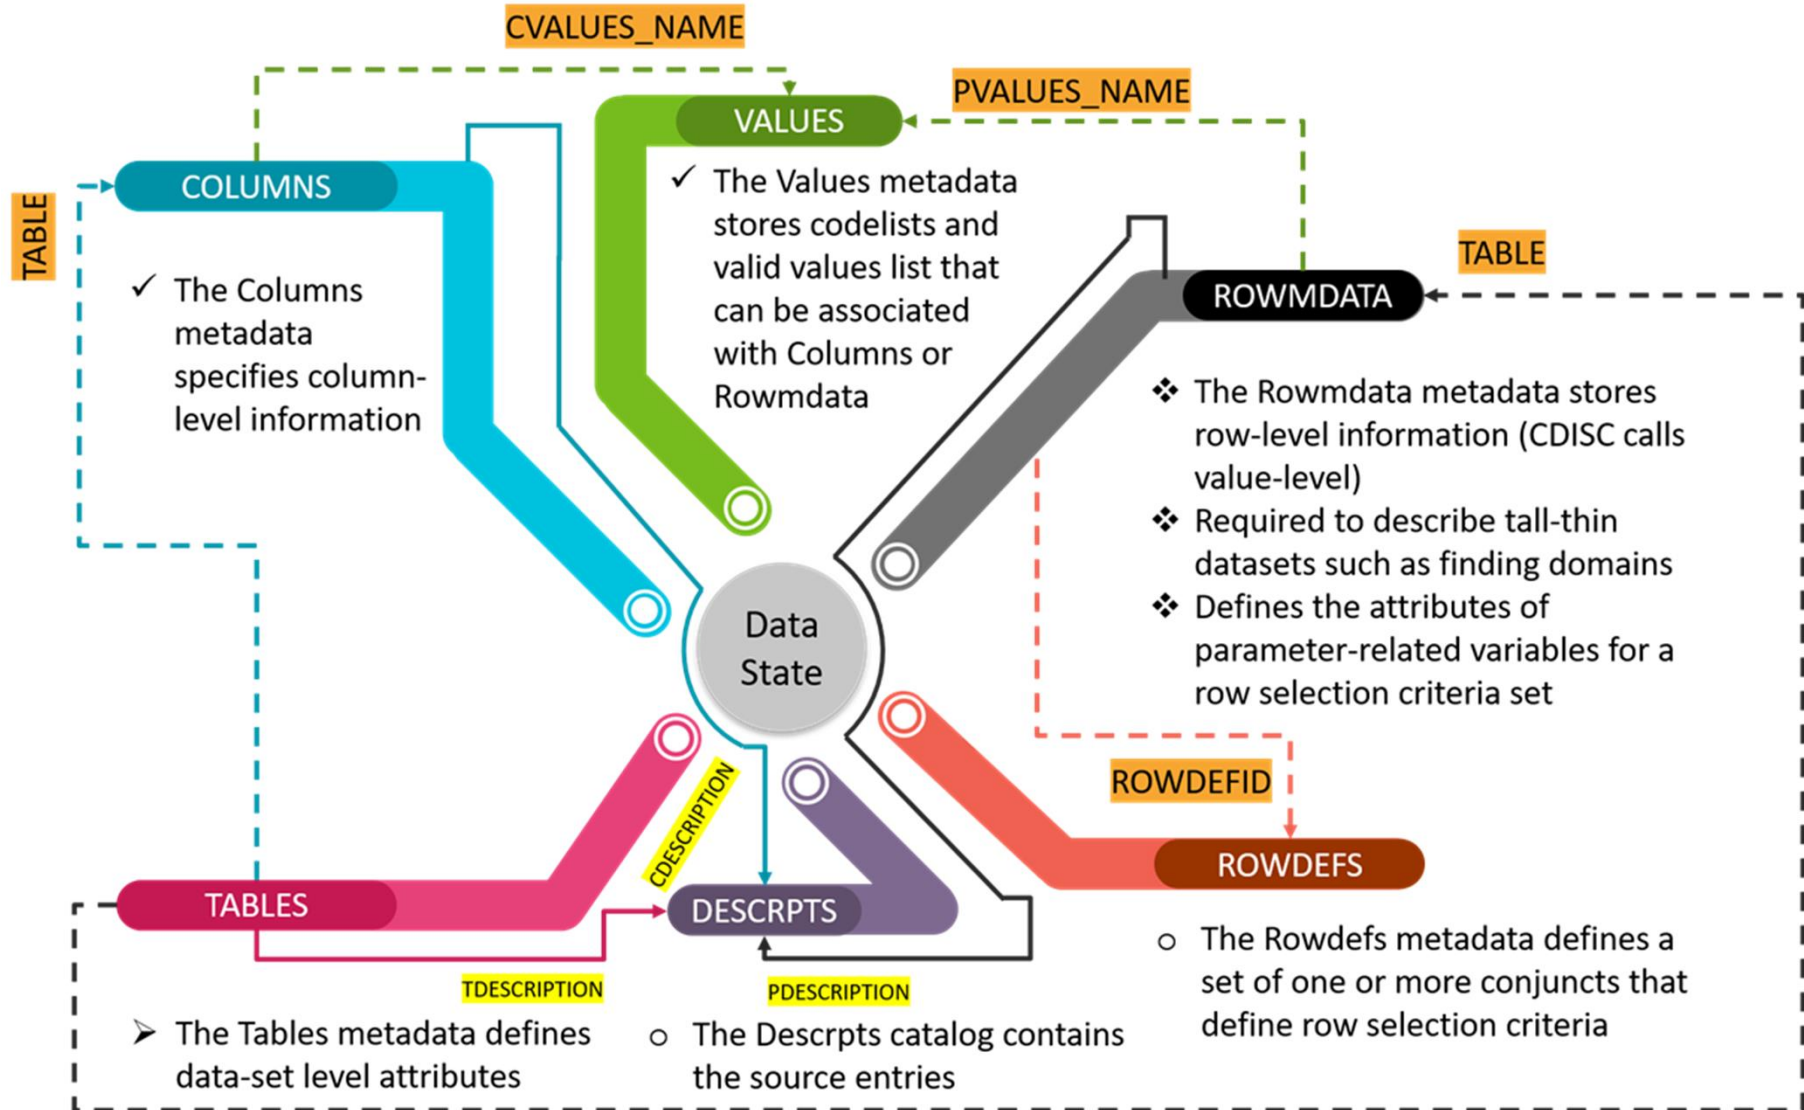 CVALUES_NAME
PVALUES_NAME
VALUES
COLUMNS
TABLE
✓ The Values metadata
stores codelists and
valid values list that
can be associated
with Columns or
Rowmdata
✓ The Columns
metadata
specifies column-
level information
TABLE
ROWMDATA
❖ The Rowmdata metadata stores
row-level information (CDISC calls
value-level)
❖ Required to describe tall-thin
datasets such as finding domains
❖ Defines the attributes of
parameter-related variables for a
row selection criteria set
Data
State
ROWDEFID
CDESCRIPTION
ROWDEFS
TABLES
DESCRPTS
TDESCRIPTION
PDESCRIPTION
o The Rowdefs metadata defines a
set of one or more conjuncts that
define row selection criteria
➢ The Tables metadata defines
data-set level attributes
o The Descrpts catalog contains
the source entries